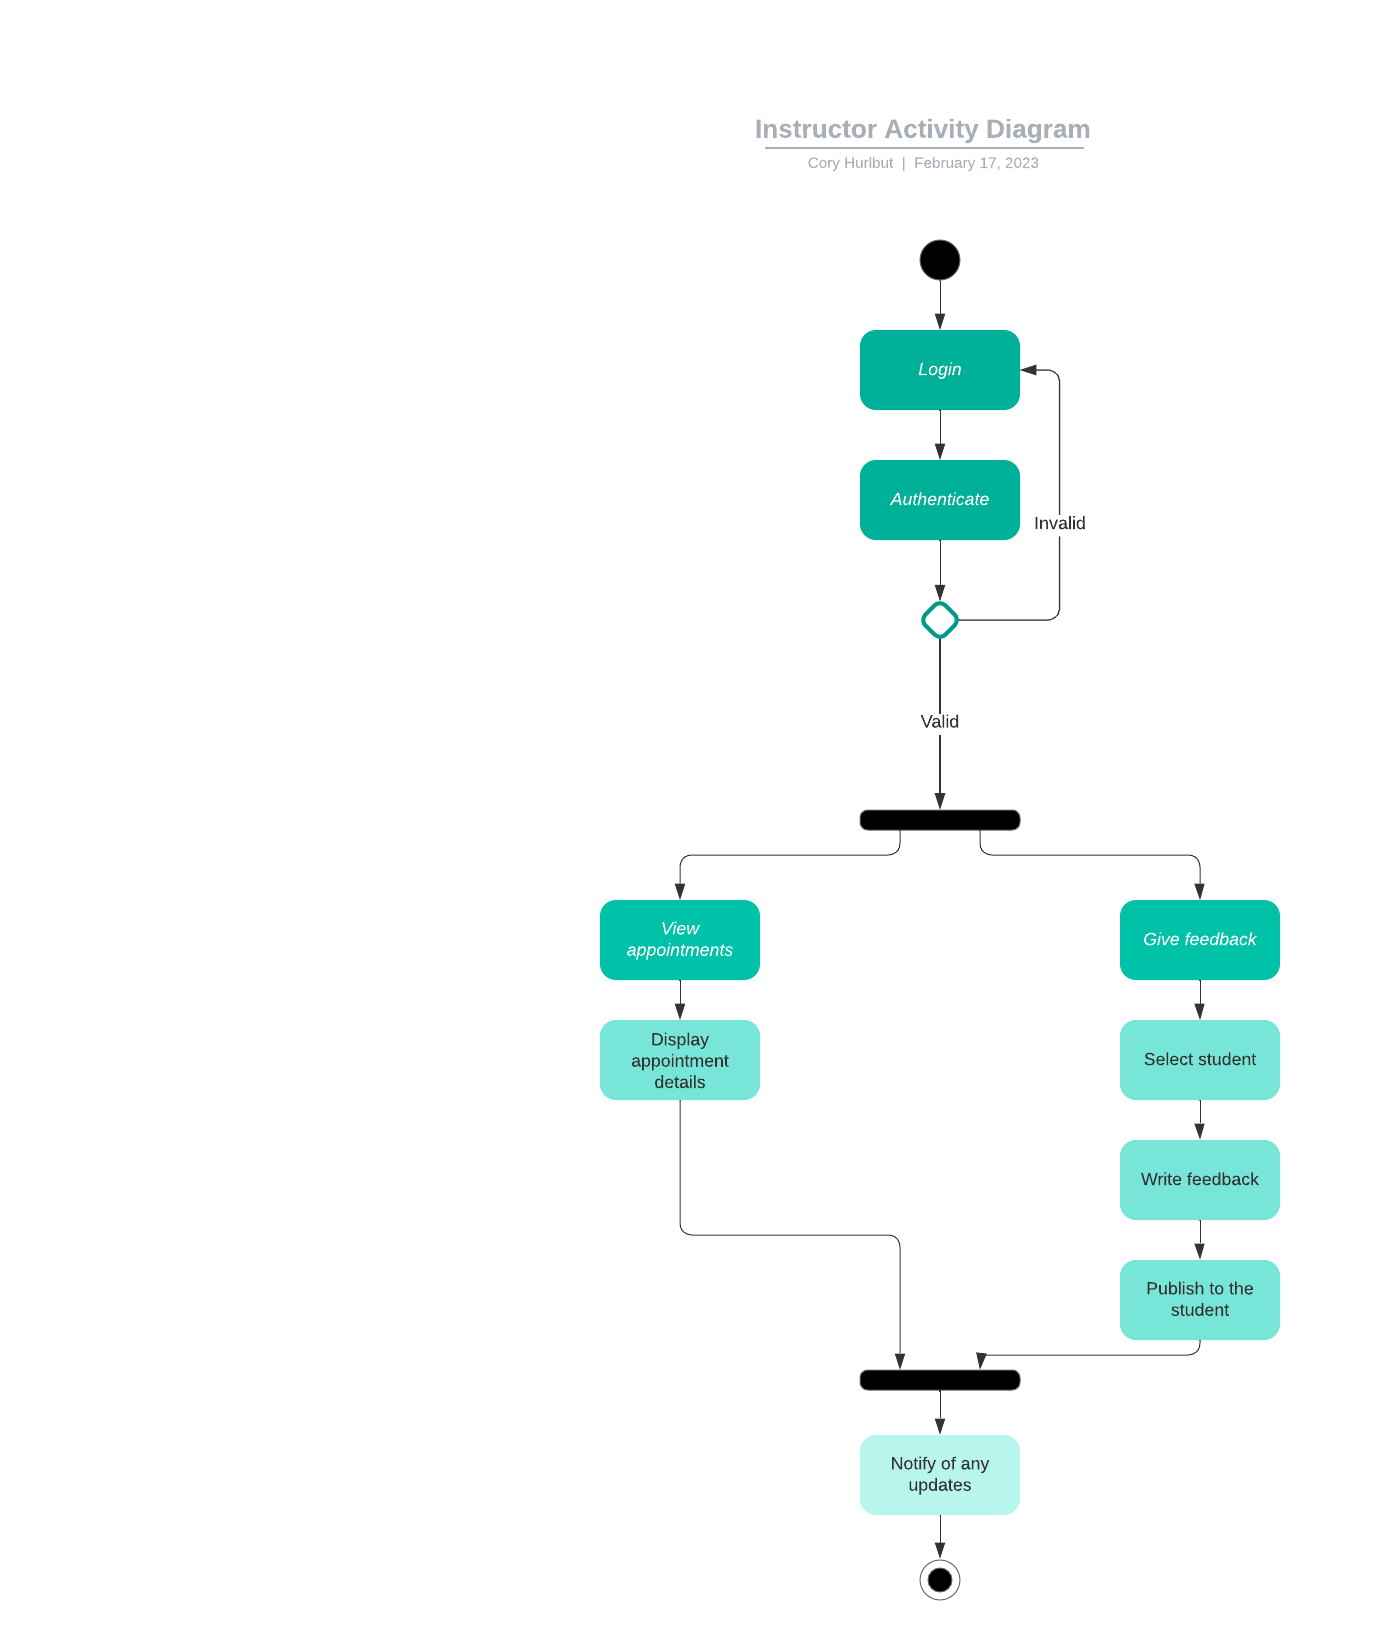 Instructor Activity Diagram
Cory Hurlbut | February 17, 2023
Login
Authenticate
Invalid
Valid
View
appointments
Give feedback
Display
appointment
details
Select student
Write feedback
Publish to the
student
Notify of any
updates